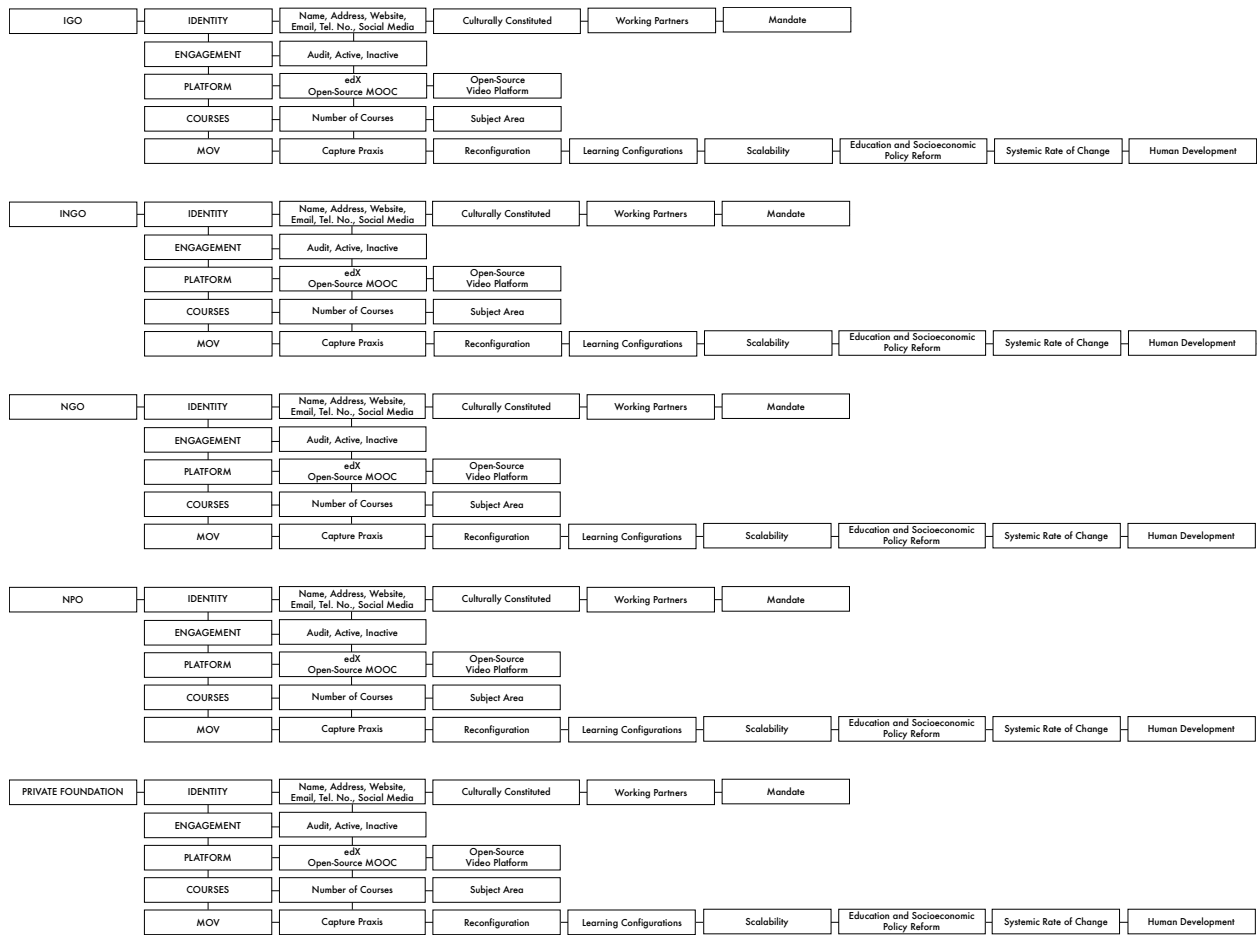 IGO
IDENTITY
Name, Address, Website,
Email, Tel. No., Social Media
Culturally Constituted
Working Partners
Mandate
ENGAGEMENT
Audit, Active, Inactive
PLATFORM
edX
Open-Source MOOC
Open-Source
Video Platform
COURSES
Number of Courses
Subject Area
MOV
Capture Praxis
Reconfiguration
Learning Configurations
Scalability
Education and Socioeconomic
Policy Reform
Systemic Rate of Change
Human Development
INGO
IDENTITY
Name, Address, Website,
Email, Tel. No., Social Media
Culturally Constituted
Working Partners
Mandate
ENGAGEMENT
Audit, Active, Inactive
PLATFORM
edX
Open-Source MOOC
Open-Source
Video Platform
COURSES
Number of Courses
Subject Area
MOV
Capture Praxis
Reconfiguration
Learning Configurations
Scalability
Education and Socioeconomic
Policy Reform
Systemic Rate of Change
Human Development
NGO
IDENTITY
Name, Address, Website,
Email, Tel. No., Social Media
Culturally Constituted
Working Partners
Mandate
ENGAGEMENT
Audit, Active, Inactive
PLATFORM
edX
Open-Source MOOC
Open-Source
Video Platform
COURSES
Number of Courses
Subject Area
MOV
Capture Praxis
Reconfiguration
Learning Configurations
Scalability
Education and Socioeconomic
Policy Reform
Systemic Rate of Change
Human Development
NPO
IDENTITY
Name, Address, Website,
Email, Tel. No., Social Media
Culturally Constituted
Working Partners
Mandate
ENGAGEMENT
Audit, Active, Inactive
PLATFORM
edX
Open-Source MOOC
Open-Source
Video Platform
COURSES
Number of Courses
Subject Area
MOV
Capture Praxis
Reconfiguration
Learning Configurations
Scalability
Education and Socioeconomic
Policy Reform
Systemic Rate of Change
Human Development
PRIVATE FOUNDATION
IDENTITY
Name, Address, Website,
Email, Tel. No., Social Media
Culturally Constituted
Working Partners
Mandate
ENGAGEMENT
Audit, Active, Inactive
PLATFORM
edX
Open-Source MOOC
Open-Source
Video Platform
COURSES
Number of Courses
Subject Area
MOV
Capture Praxis
Reconfiguration
Learning Configurations
Scalability
Education and Socioeconomic
Policy Reform
Systemic Rate of Change
Human Development